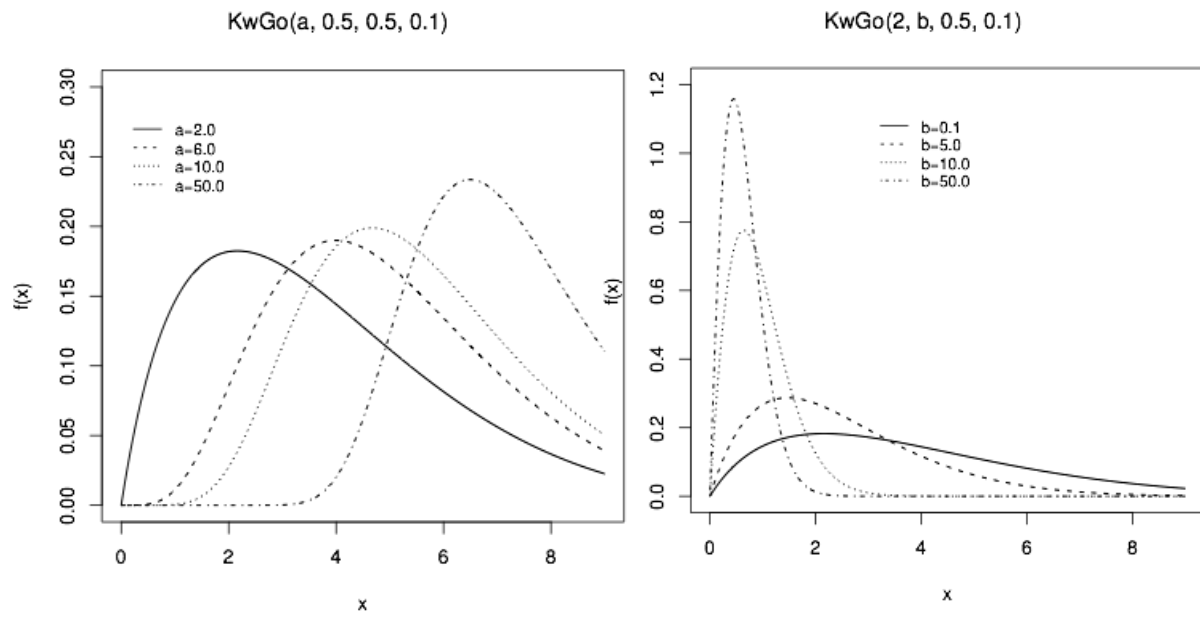 KwGo(a, 0.5, 0.5, 0.1)
f(x)
0.30
0.25
0.20
0.15
0.10
0.05
0.00
a=2.0
a=6.0
a=10.0
a=50.0
0 2 4 6 8
x
KwGo(2, b, 0.5, 0.1)
f(x)
1.2
1.0
0.8
0.6
0.4
0.2
0.0
b=0.1
b=5.0
b=10.0
b=50.0
0 2 4 6 8
x